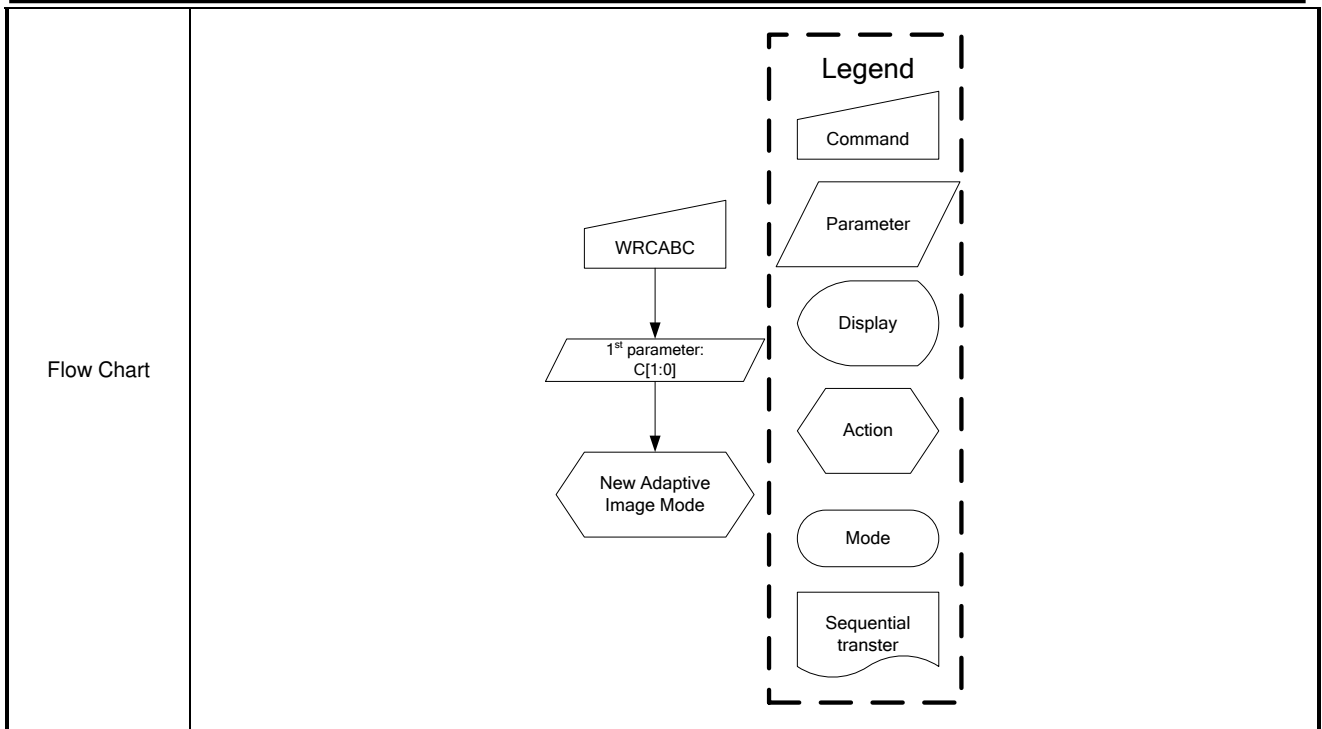 Flow Chart
WRCABC
1st parameter:
C[1:0]
New Adaptive
Image Mode
Legend
Command
Parameter
Display
Action
Mode
Sequential
transter